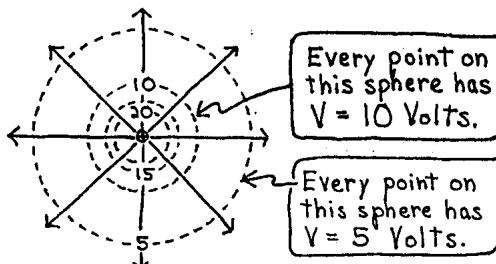 10
20
15
5
Every point on
this sphere has
V = 10 Volts.
Every point on
this sphere has
V = 5 Volts.